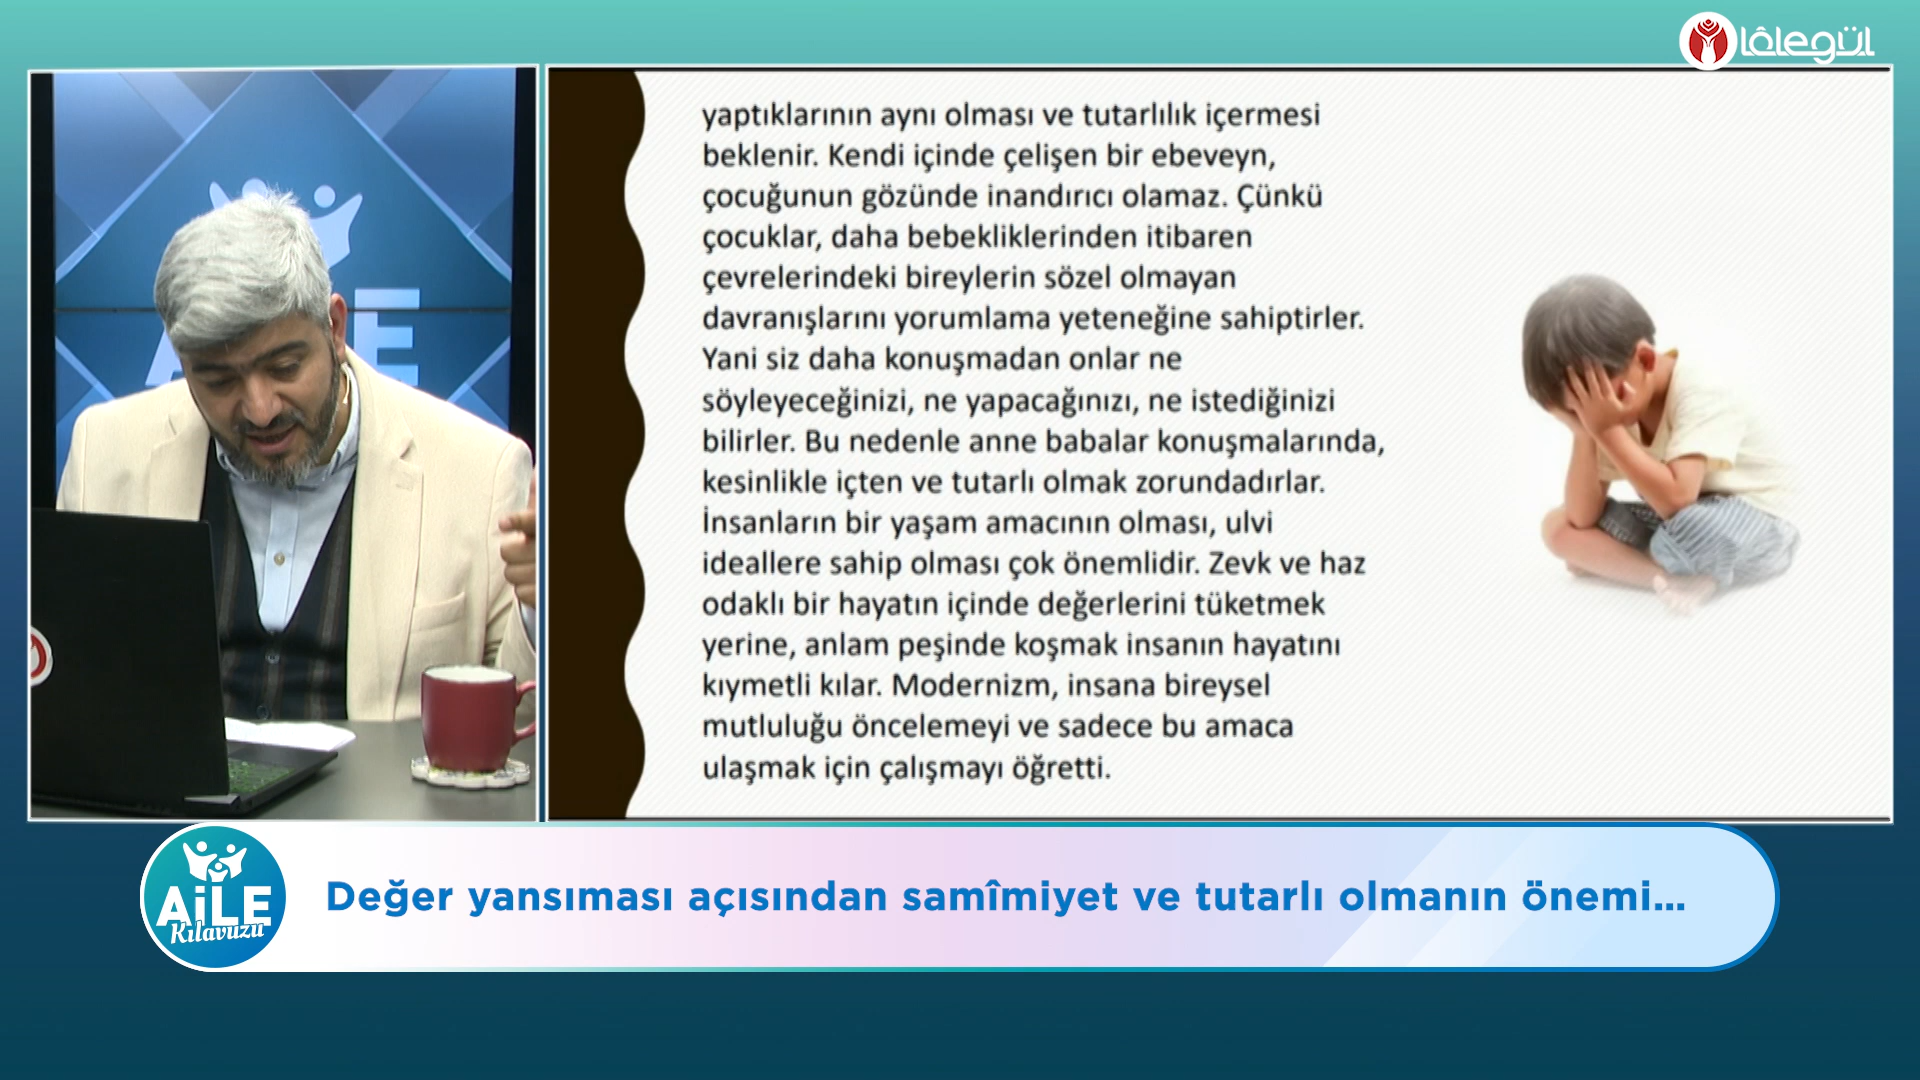 lâlegül
yaptıklarının aynı olması ve tutarlılık içermesi
beklenir. Kendi içinde çelişen bir ebeveyn,
çocuğunun gözünde inandırıcı olamaz. Çünkü
çocuklar, daha bebekliklerinden itibaren
çevrelerindeki bireylerin sözel olmayan
davranışlarını yorumlama yeteneğine sahiptirler.
Yani siz daha konuşmadan onlar ne
söyleyeceğinizi, ne yapacağınızı, ne istediğinizi
bilirler. Bu nedenle anne babalar konuşmalarında,
kesinlikle içten ve tutarlı olmak zorundadırlar.
İnsanların bir yaşam amacının olması, ulvi
ideallere sahip olması çok önemlidir. Zevk ve haz
odaklı bir hayatın içinde değerlerini tüketmek
yerine, anlam peşinde koşmak insanın hayatını
kıymetli kılar. Modernizm, insana bireysel
mutluluğu öncelemeyi ve sadece bu amaca
ulaşmak için çalışmayı öğretti.
AiLE
Kılavuzu
Değer yansıması açısından samîmiyet ve tutarlı olmanın önemi...